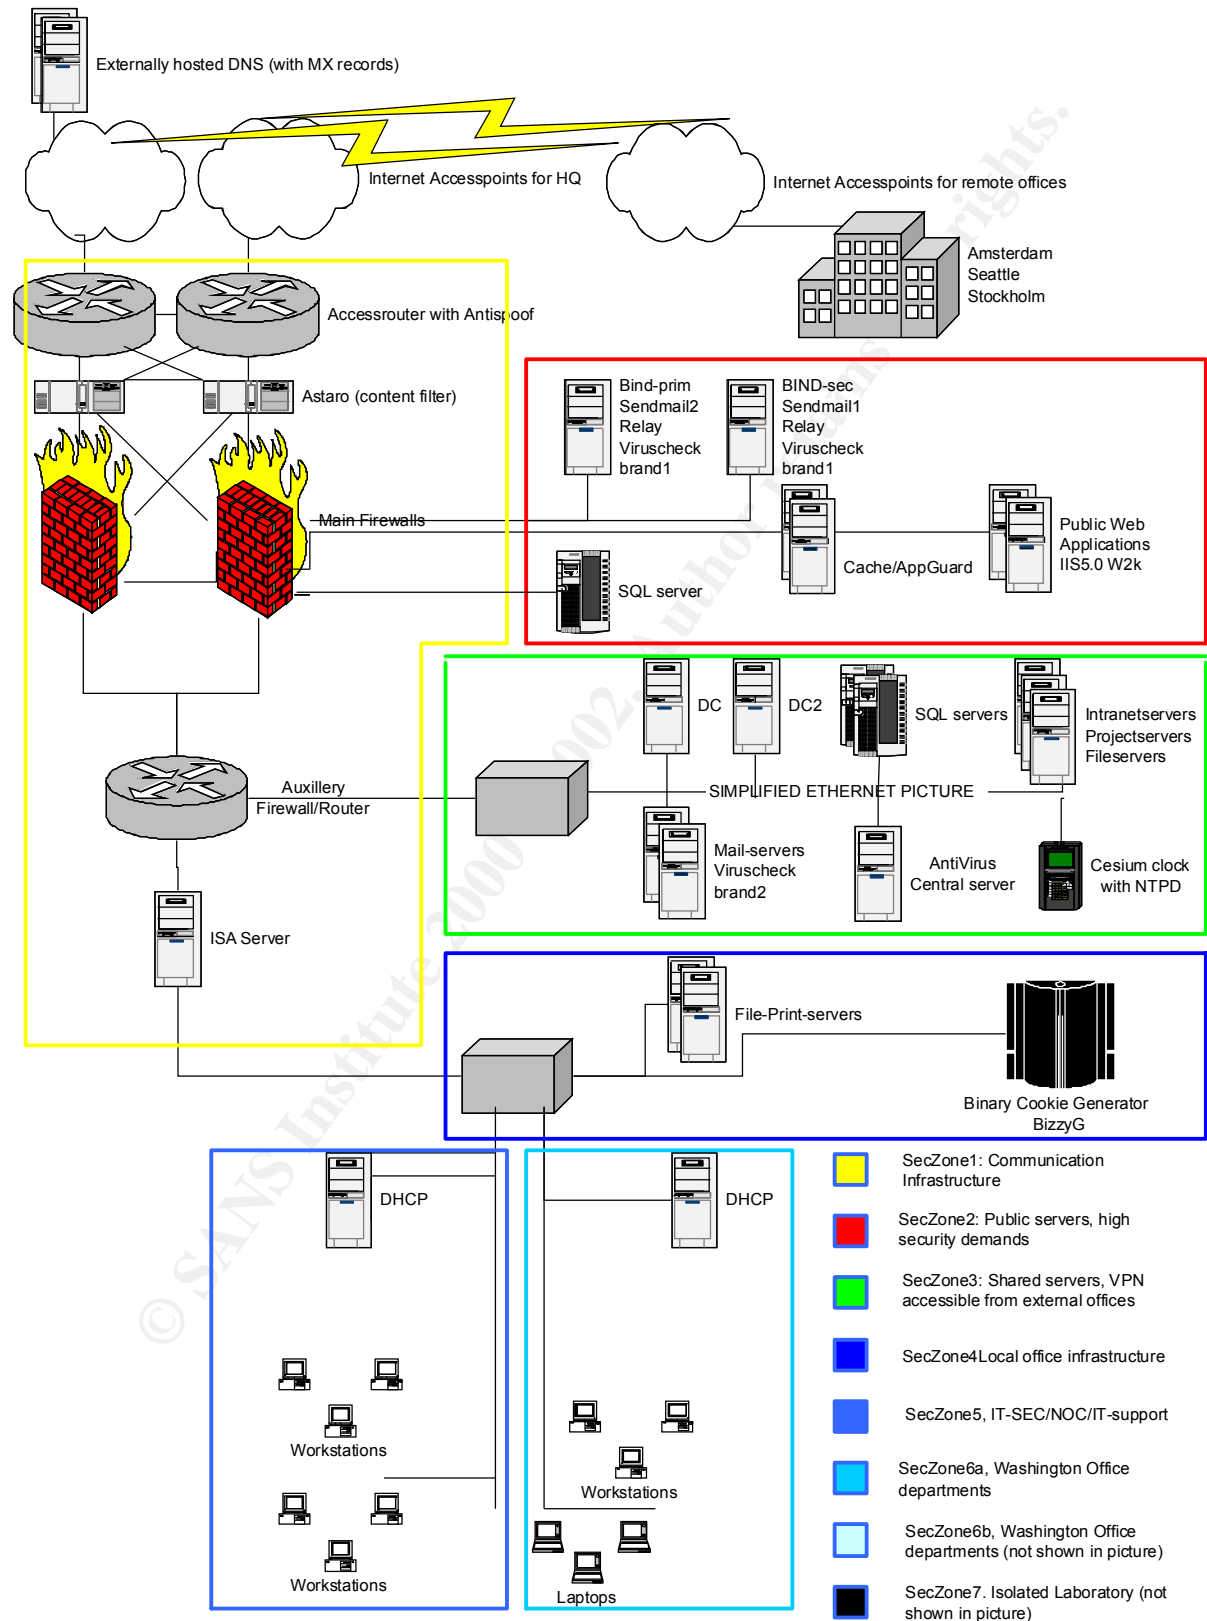 Externally hosted DNS (with MX records)
Internet Accesspoints for HQ
Internet Accesspoints for remote offices
Amsterdam
Seattle
Stockholm
Accessrouter with Antispoof
Astaro (content filter)
Main Firewalls
Bind-prim
Sendmail2
Relay
Viruscheck
brand1
BIND-sec
Sendmail1
Relay
Viruscheck
brand1
Cache/AppGuard
Public Web
Applications
IIS5.0 W2k
SQL server
DC
DC2
SQL servers
Intranetservers
Projectservers
Fileservers
Auxillery
Firewall/Router
SIMPLIFIED ETHERNET PICTURE
Mail-servers
Viruscheck
brand2
AntiVirus
Central server
Cesium clock
with NTPD
ISA Server
File-Print-servers
Binary Cookie Generator
BizzyG
DHCP
DHCP
Workstations
Workstations
Workstations
Laptops
SecZone1: Communication
Infrastructure
SecZone2: Public servers, high
security demands
SecZone3: Shared servers, VPN
accessible from external offices
SecZone4Local office infrastructure
SecZone5, IT-SEC/NOC/IT-support
SecZone6a, Washington Office
departments
SecZone6b, Washington Office
departments (not shown in picture)
SecZone7. Isolated Laboratory (not
shown in picture)
© SANS Institute 2000 2002. Author rights.